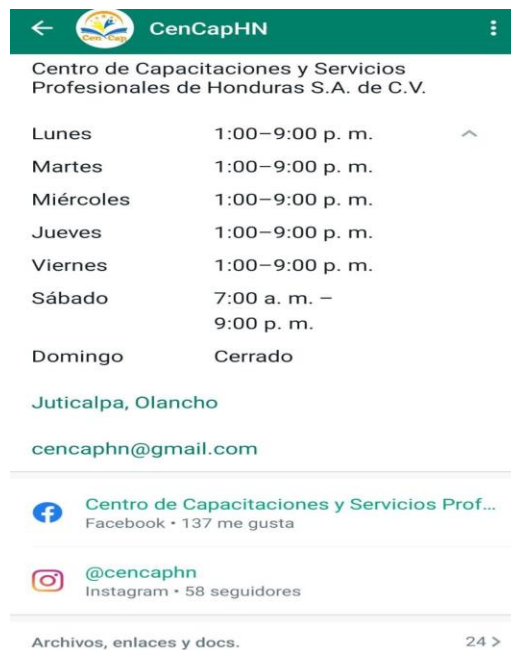 CenCapHN
Cen Cap
Centro de Capacitaciones y Servicios
Profesionales de Honduras S.A. de C.V.
Lunes 1:00–9:00 p. m.
Martes 1:00–9:00 p. m.
Miércoles 1:00–9:00 p. m.
Jueves 1:00–9:00 p. m.
Viernes 1:00–9:00 p. m.
Sábado 7:00 a. m. –
9:00 p. m.
Domingo Cerrado
Juticalpa, Olancho
cencaphn@gmail.com
Centro de Capacitaciones y Servicios Prof...
Facebook • 137 me gusta
@cencaphn
Instagram • 58 seguidores
Archivos, enlaces y docs. 24 >